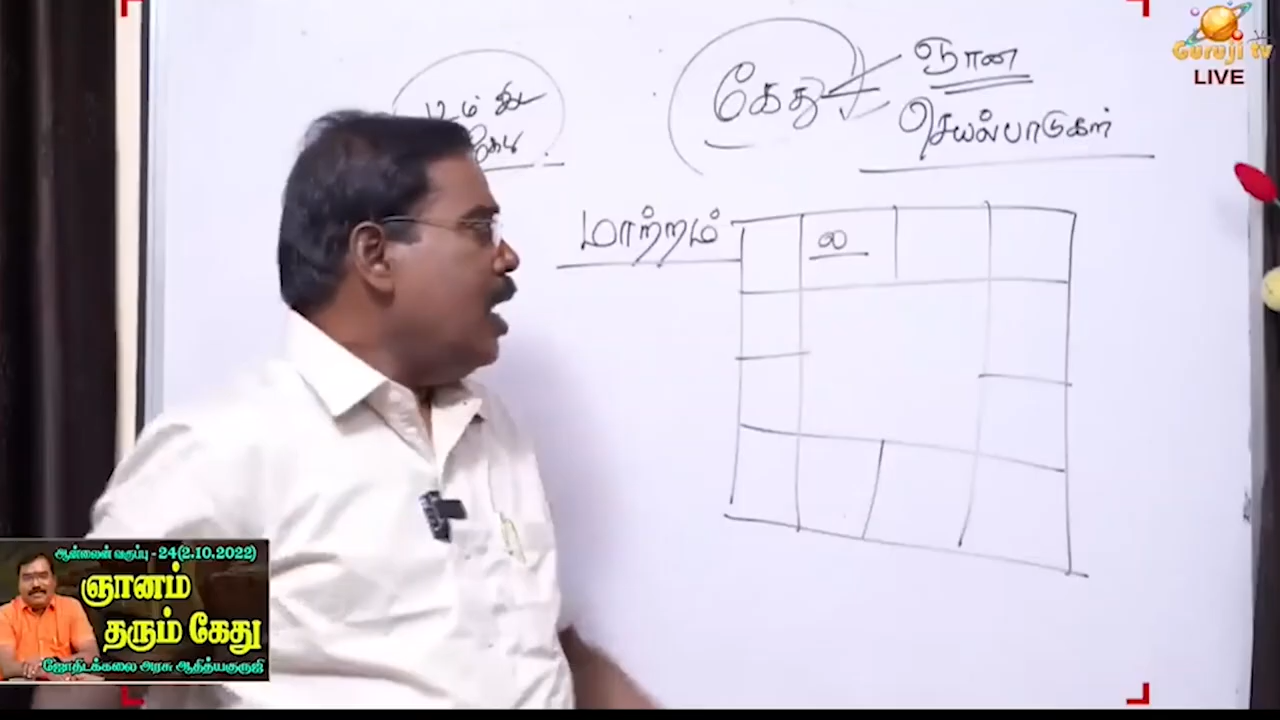 Guruji tv
LIVE
கேது
ஞான
செயல்பாடுகள்
மாற்றம்
ல
ஆன்லைன் வகுப்பு - 24(2.10.2022)
ஞானம்
தரும் கேது
ஜோதிடக்கலை அரசு ஆதித்யகுருஜி